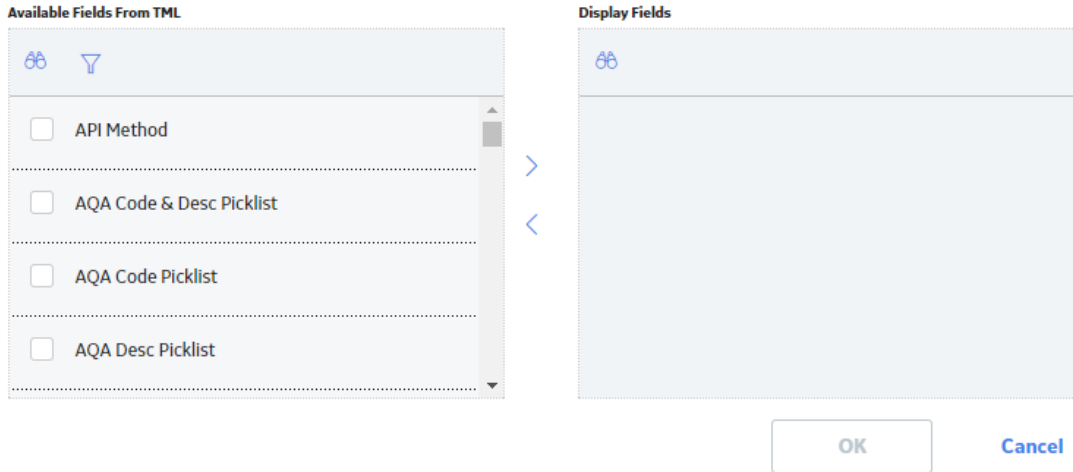 Available Fields From TML
Display Fields
API Method
AQA Code & Desc Picklist
AQA Code Picklist
AQA Desc Picklist
OK
Cancel